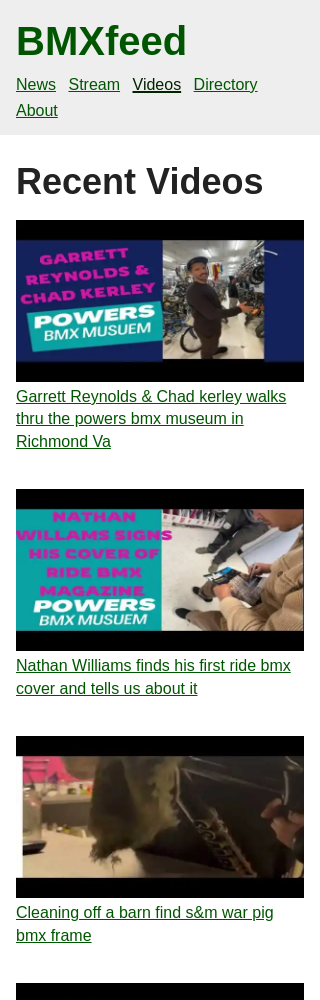 BMXfeed
News Stream Videos Directory
About
Recent Videos
GARRETT
REYNOLDS &
CHAD KERLEY
POWERS
BMX MUSUEM
Garrett Reynolds & Chad kerley walks
thru the powers bmx museum in
Richmond Va
NATHAN
WILLAMS SIGNS
HIS COVER OF
RIDE BMX
MAGAZINE
POWERS
BMX MUSUEM
Nathan Williams finds his first ride bmx
cover and tells us about it
Cleaning off a barn find s&m war pig
bmx frame